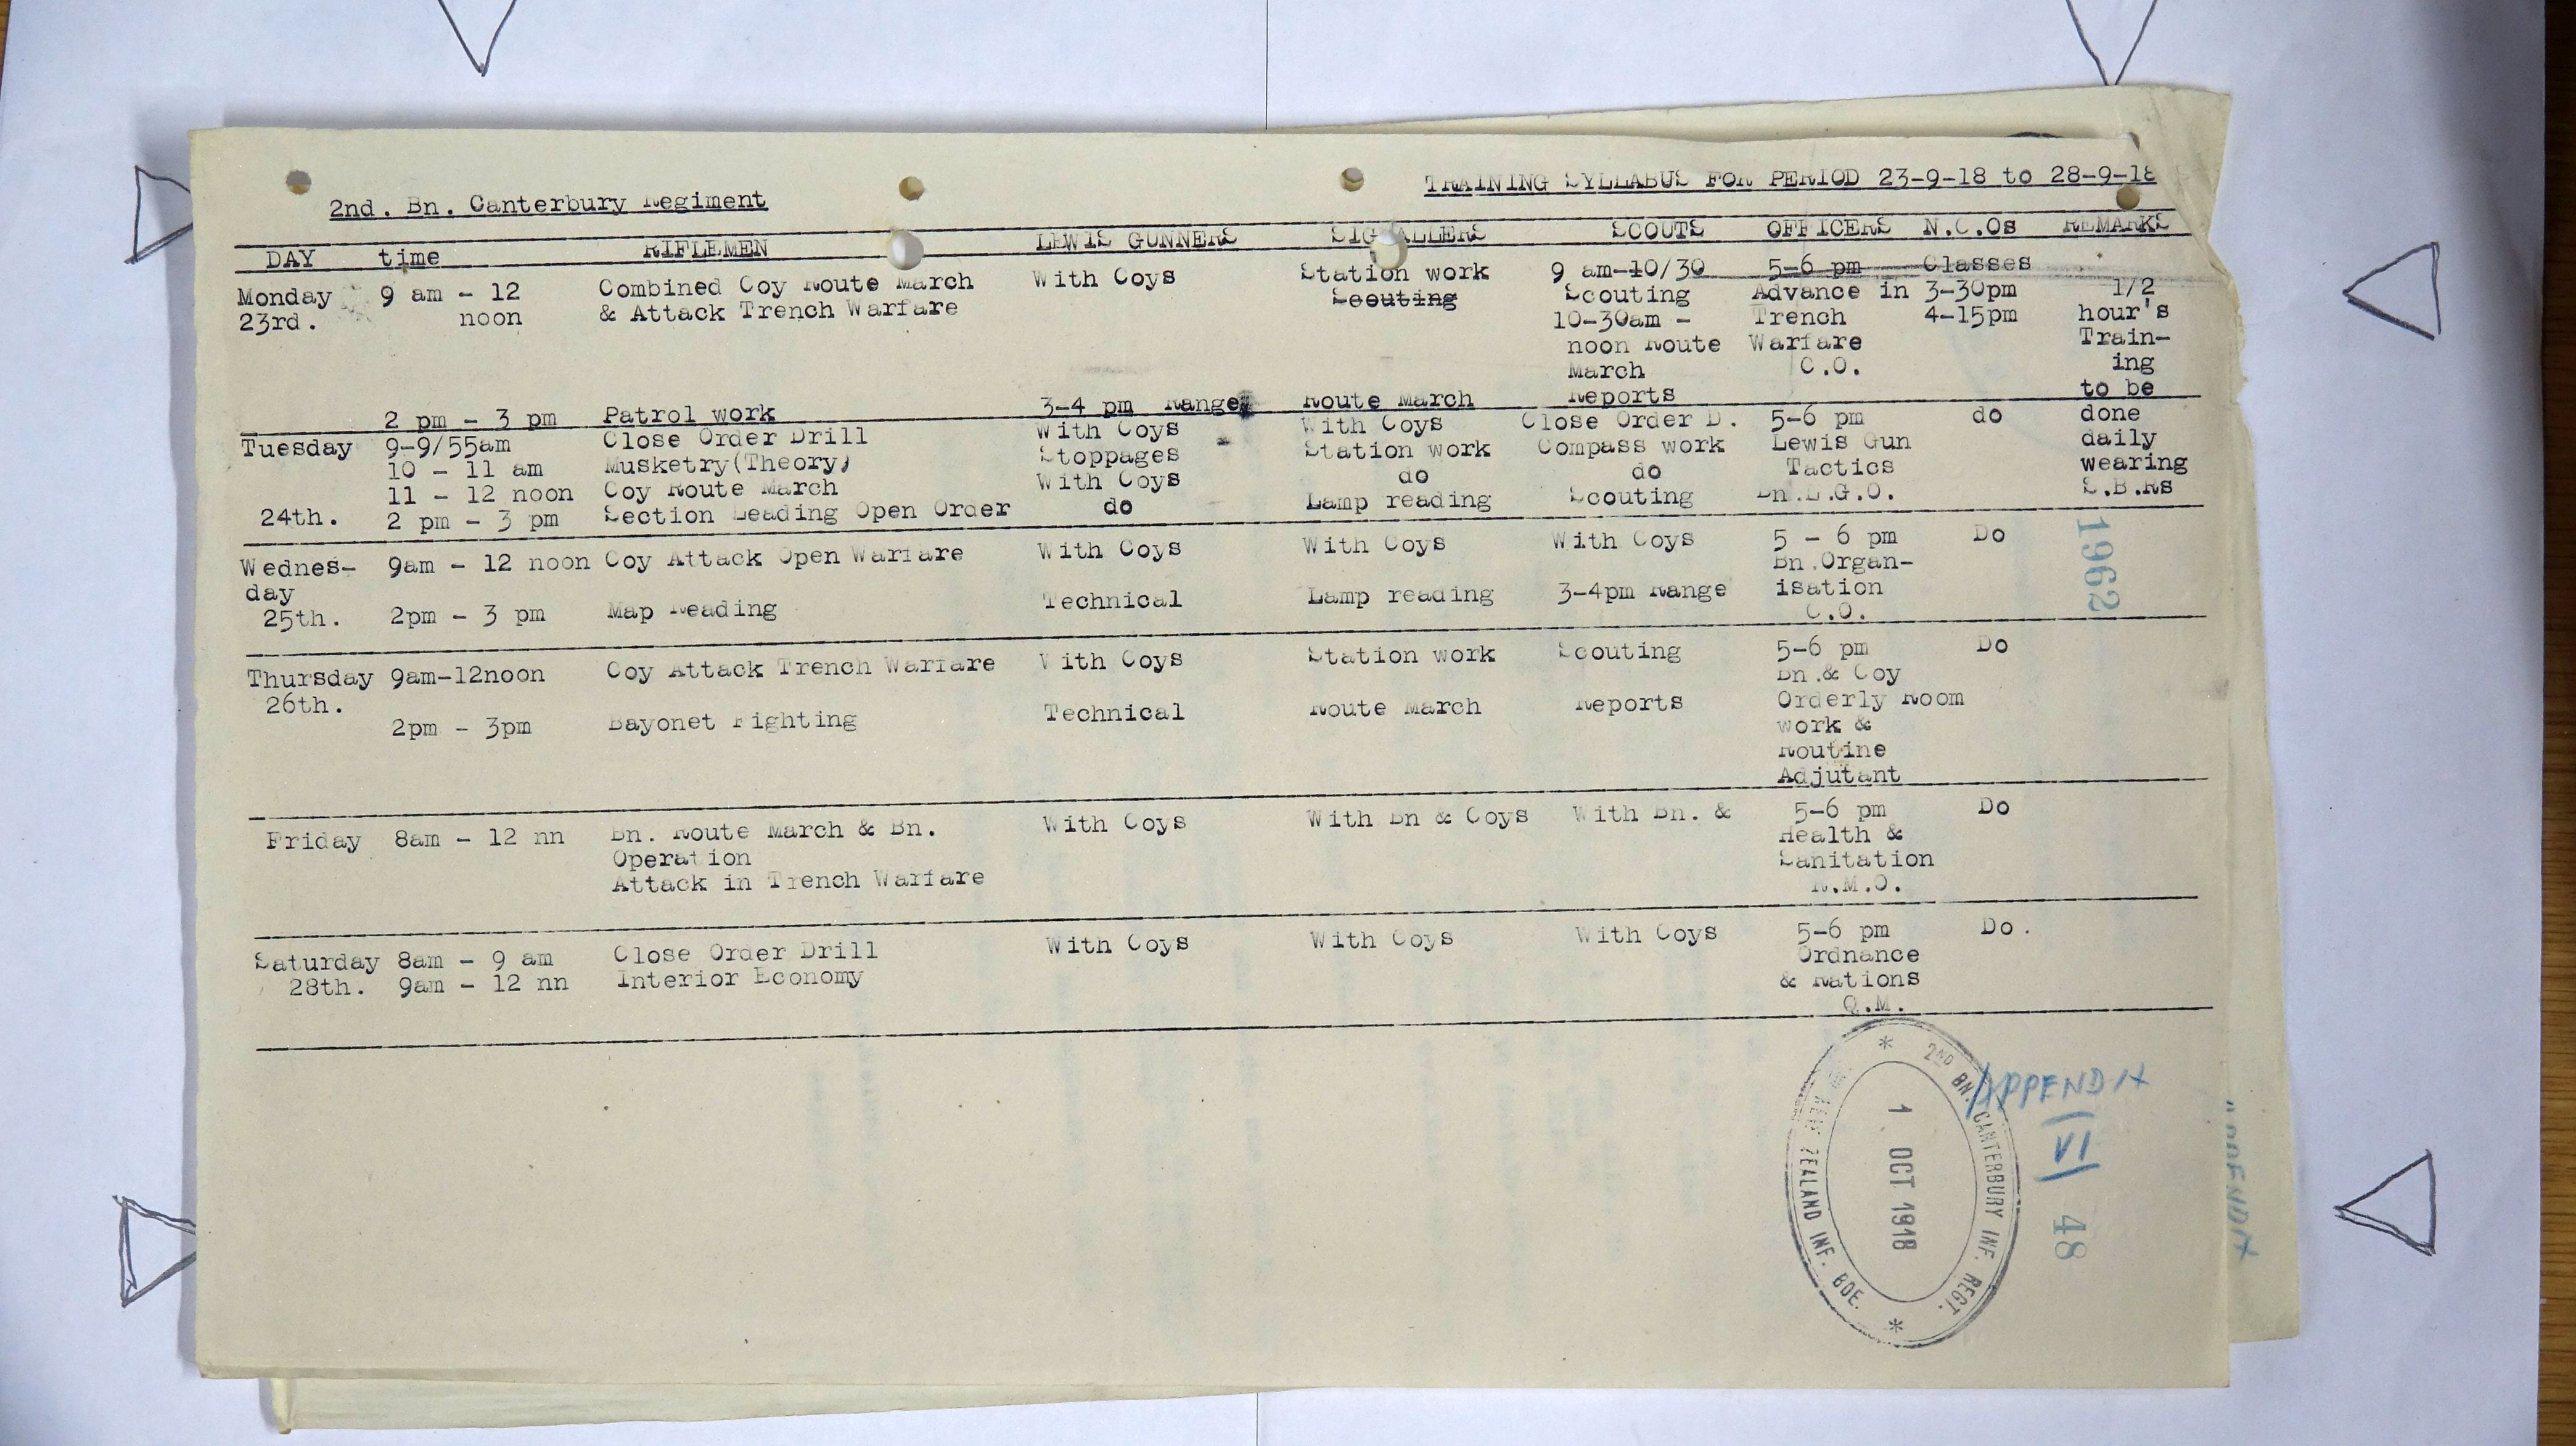 2nd. Bn. Canterbury Regiment
TRAINING SYLLABUS FOR PERIOD 23-9-18 to 28-9-18
DAY time RIFLEMEN LEWIS GUNNERS SIGNALLERS SCOUTS OFFICERS N.C.Os REMARKS
Monday 9 am - 12 Combined Coy Route March With Coys Station work 9 am-10/30 5-6 pm Classes
23rd. noon & Attack Trench Warfare Scouting Scouting Advance in 3-30pm 1/2
10-30am - Trench 4-15pm hour's
noon Route Warfare Train-
March C.O. ing
2 pm - 3 pm Patrol work 3-4 pm Range Route March Reports to be
Tuesday 9-9/55am Close Order Drill With Coys With Coys Close Order D. 5-6 pm do done
10 - 11 am Musketry(Theory) Stoppages Station work Compass work Lewis Gun daily
11 - 12 noon Coy Route March With Coys do do Tactics wearing
24th. 2 pm - 3 pm Section Leading Open Order do Lamp reading Scouting Bn.L.G.O. S.B.Rs
Wednes- 9am - 12 noon Coy Attack Open Warfare With Coys With Coys With Coys 5 - 6 pm Do
day Bn.Organ-
25th. 2pm - 3 pm Map Reading Technical Lamp reading 3-4pm Range isation
C.O.
1962
Thursday 9am-12noon Coy Attack Trench Warfare With Coys Station work Scouting 5-6 pm Do
26th. Bn.& Coy
2pm - 3pm Bayonet Fighting Technical Route March Reports Orderly Room
work &
Routine
Adjutant
Friday 8am - 12 nn Bn. Route March & Bn. With Coys With Bn & Coys With Bn. & 5-6 pm Do
Operation Health &
Attack in Trench Warfare Sanitation
R.M.O.
Saturday 8am - 9 am Close Order Drill With Coys With Coys With Coys 5-6 pm Do.
28th. 9am - 12 nn Interior Economy Ordnance
& Rations
Q.M.
2ND BN. CANTERBURY INF. REGT.
1 OCT 1918
ZEALAND INF. BDE.
APPENDIX
VI
48
APPENDIX